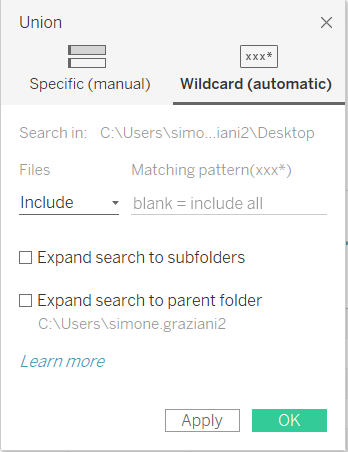 Union
xxx*
Specific (manual)
Wildcard (automatic)
Search in: C:\Users\simo...iani2\Desktop
Files
Matching pattern(xxx*)
Include
blank = include all
Expand search to subfolders
Expand search to parent folder
C:\Users\simone.graziani2
Learn more
Apply
OK